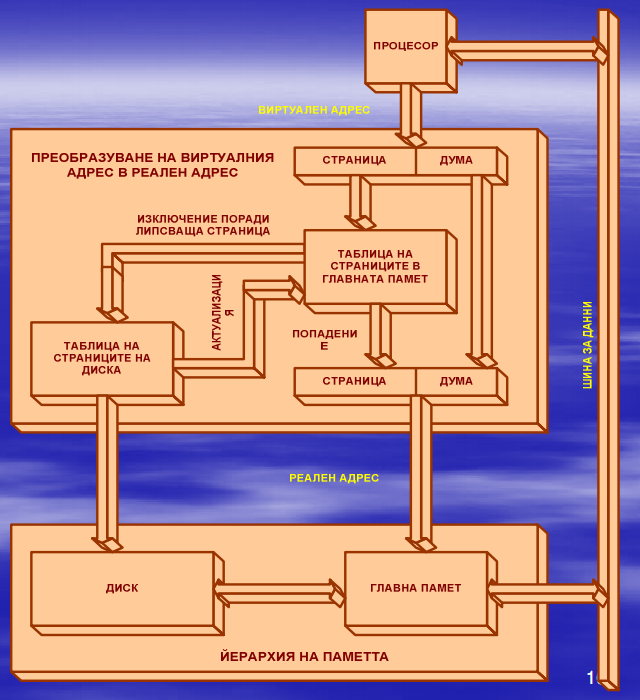 ПРОЦЕСОР
ВИРТУАЛЕН АДРЕС
ПРЕОБРАЗУВАНЕ НА ВИРТУАЛНИЯ
АДРЕС В РЕАЛЕН АДРЕС
СТРАНИЦА
ДУМА
ИЗКЛЮЧЕНИЕ ПОРАДИ
ЛИПСВАЩА СТРАНИЦА
ТАБЛИЦА НА
СТРАНИЦИТЕ В
ГЛАВНАТА ПАМЕТ
АКТУАЛИЗАЦИ
Я
ПОПАДЕНИ
Е
ТАБЛИЦА НА
СТРАНИЦИТЕ НА
ДИСКА
СТРАНИЦА
ДУМА
ШИНА ЗА ДАННИ
РЕАЛЕН АДРЕС
ДИСК
ГЛАВНА ПАМЕТ
ЙЕРАРХИЯ НА ПАМЕТТА